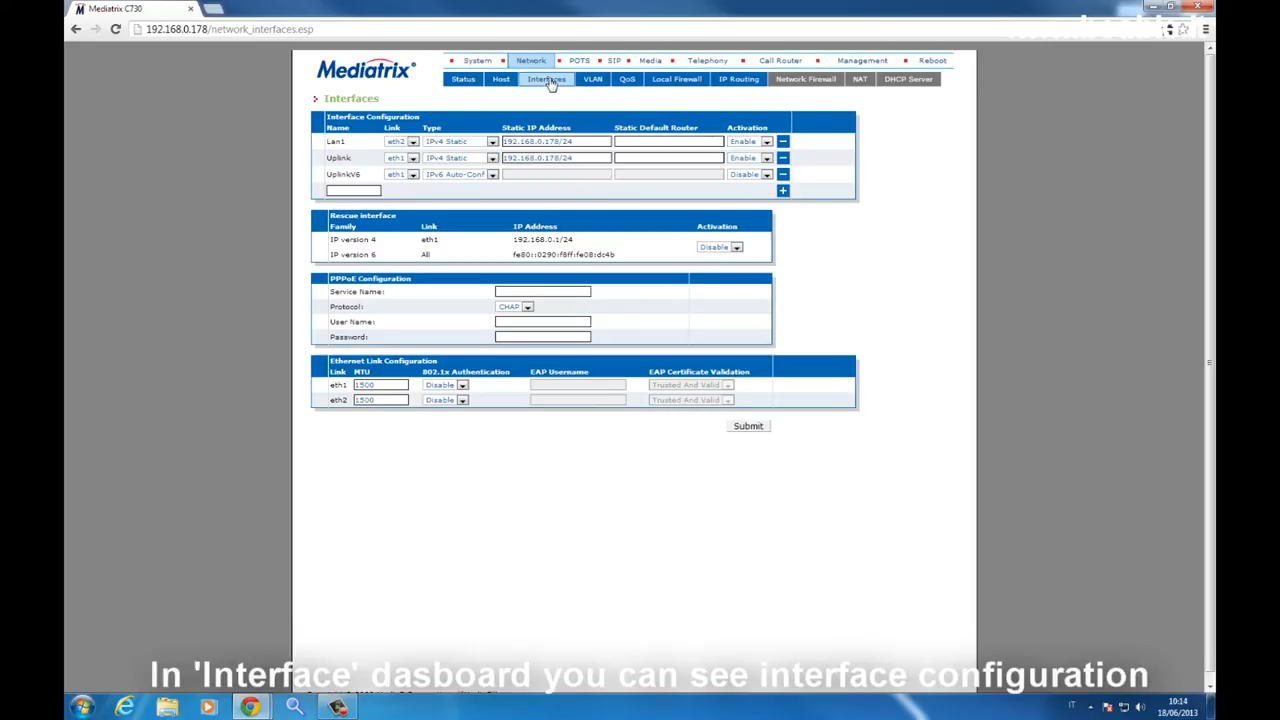 Mediatrix C730
192.168.0.178/network_interfaces.esp
Mediatrix
System Network POTS SIP Media Telephony Call Router Management Reboot
Status Host Interfaces VLAN QoS Local Firewall IP Routing Network Firewall NAT DHCP Server
Interfaces
Interface Configuration
Name Link Type Static IP Address Static Default Router Activation
Lan1 eth2 IPv4 Static 192.168.0.178/24 Enable −
Uplink eth1 IPv4 Static 192.168.0.178/24 Enable −
UplinkV6 eth1 IPv6 Auto-Conf Disable −
+
Rescue interface
Family Link IP Address Activation
IP version 4 eth1 192.168.0.1/24 Disable
IP version 6 All fe80::0290:f8ff:fe08:dc4b
PPPoE Configuration
Service Name:
Protocol: CHAP
User Name:
Password:
Ethernet Link Configuration
Link MTU 802.1x Authentication EAP Username EAP Certificate Validation
eth1 1500 Disable Trusted And Valid
eth2 1500 Disable Trusted And Valid
Submit
In 'Interface' dasboard you can see interface configuration
IT 10:14
18/06/2013